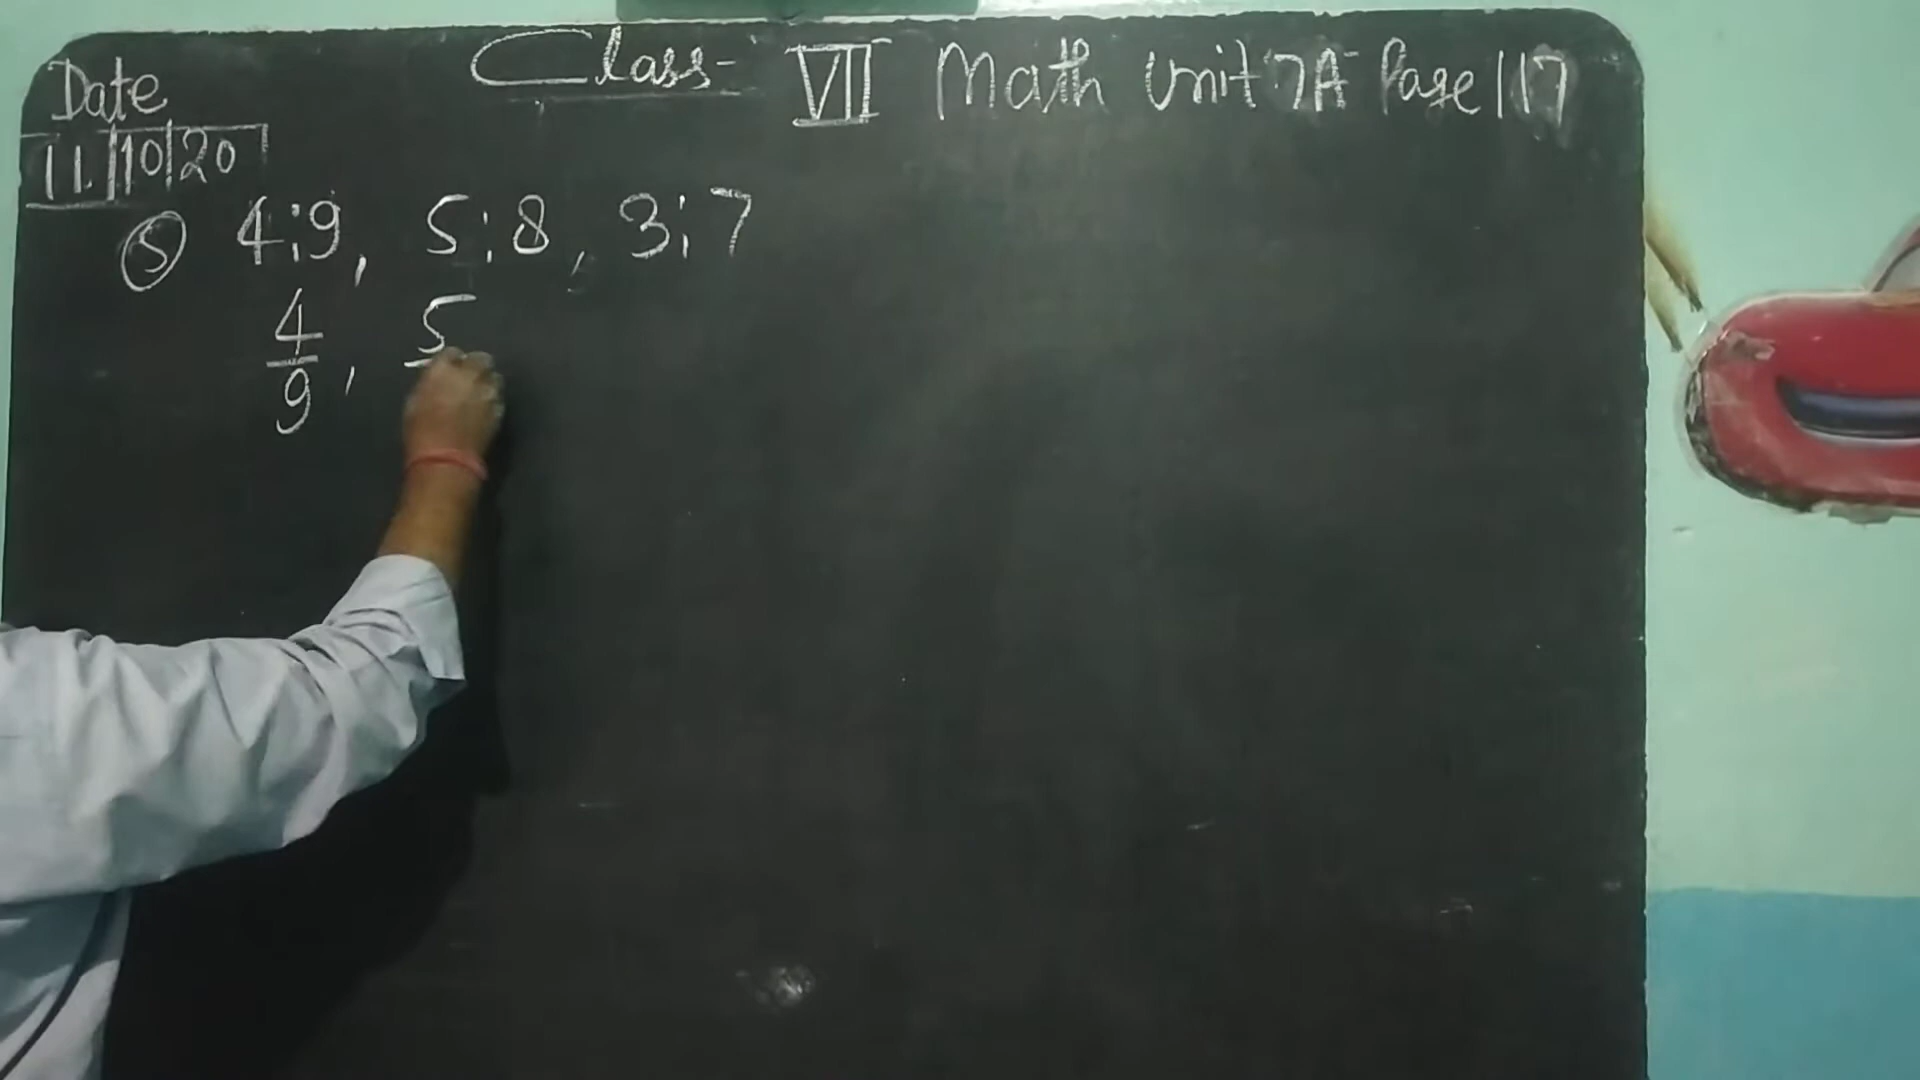 Class- VII Math Unit 7A Page 117
Date
11/10/20
⑤ 4:9, 5:8, 3:7
4/9, 5